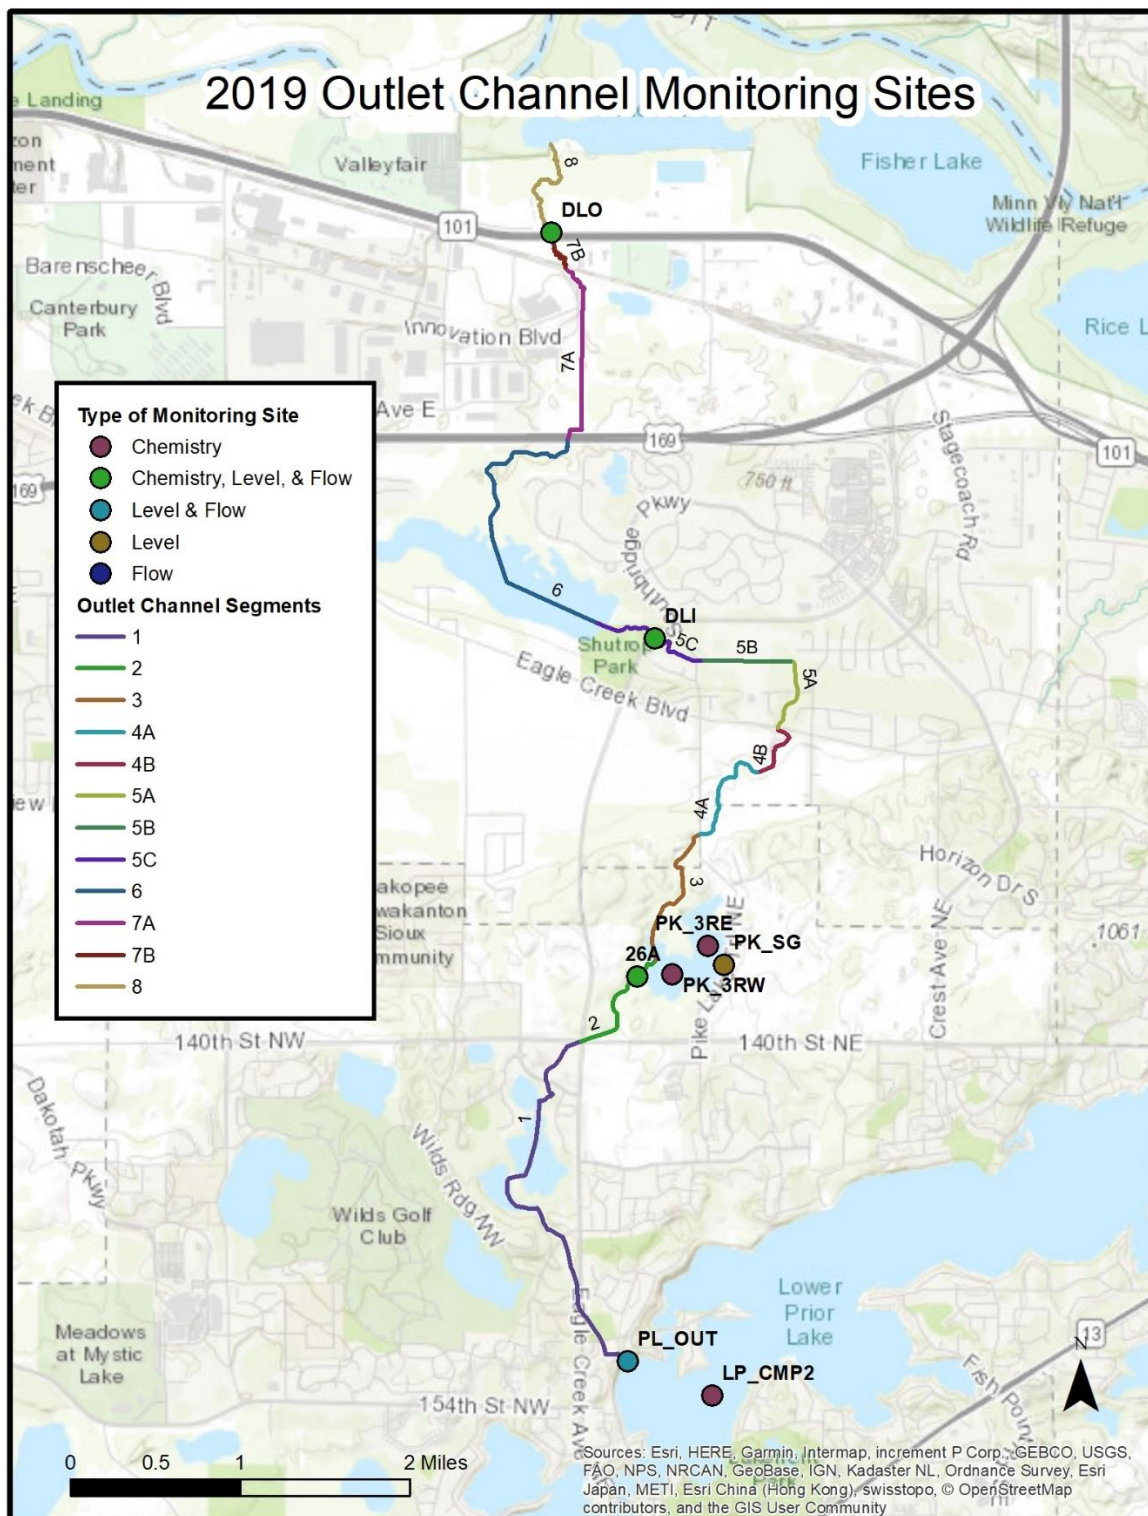 2019 Outlet Channel Monitoring Sites
Landing
Valleyfair
Fisher Lake
Minn Vly Nat'l
Wildlife Refuge
8
DLO
101
7B
Barenscheer Blvd
Canterbury
Park
Innovation Blvd
Rice L
7A
Ave E
169
Stagecoach Rd
101
169
750 ft
Pkwy
Southbridge
Type of Monitoring Site
Chemistry
Chemistry, Level, & Flow
Level & Flow
Level
Flow
Outlet Channel Segments
1
2
3
4A
4B
5A
5B
5C
6
7A
7B
8
6
DLI
Shutrop
Park
5C
5B
5A
Eagle Creek Blvd
4B
4A
Horizon Dr S
3
akopee
wakanton
Sioux
mmunity
PK_3RE
PK_SG
26A
PK_3RW
1061
Crest Ave NE
2
140th St NW
140th St NE
Dakotah Pkwy
1
Wilds Rdg NW
Wilds Golf
Club
Lower
Prior
Lake
Meadows
at Mystic
Lake
PL_OUT
LP_CMP2
13
N
Eagle Creek Ave
Fish Point
154th St NW
0 0.5 1 2 Miles
Sources: Esri, HERE, Garmin, Intermap, increment P Corp., GEBCO, USGS,
FAO, NPS, NRCAN, GeoBase, IGN, Kadaster NL, Ordnance Survey, Esri
Japan, METI, Esri China (Hong Kong), swisstopo, © OpenStreetMap
contributors, and the GIS User Community